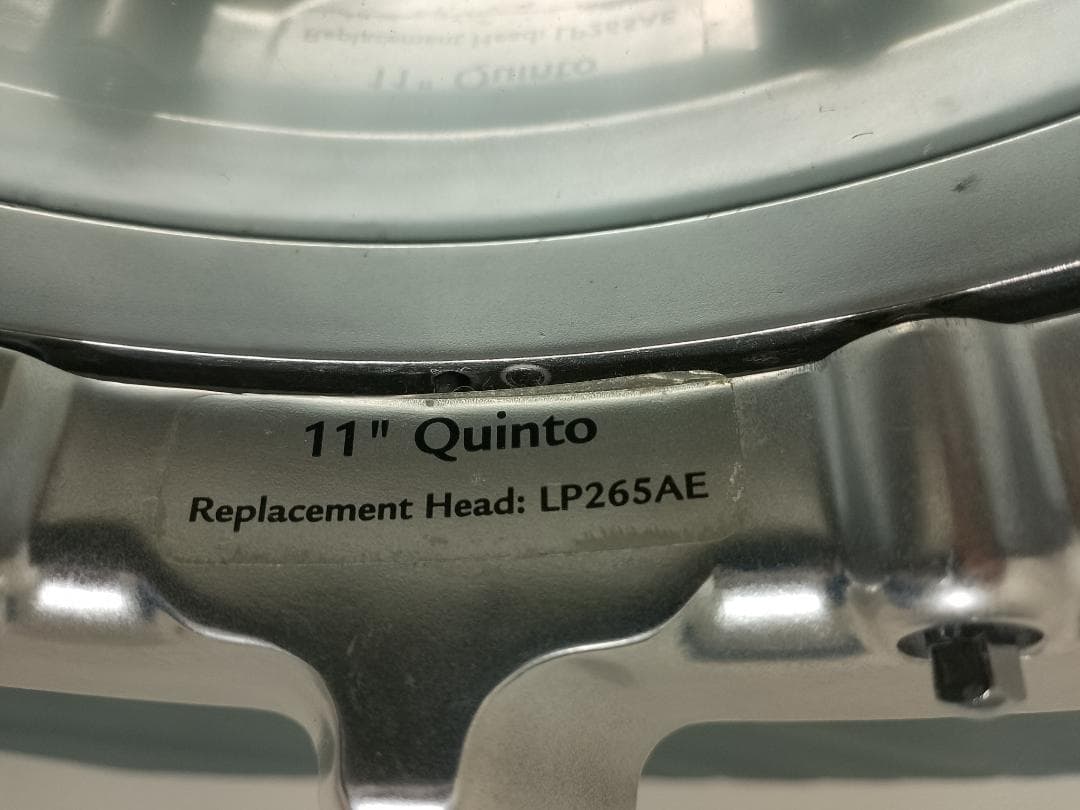 11" Quinto
Replacement Head: LP265AE